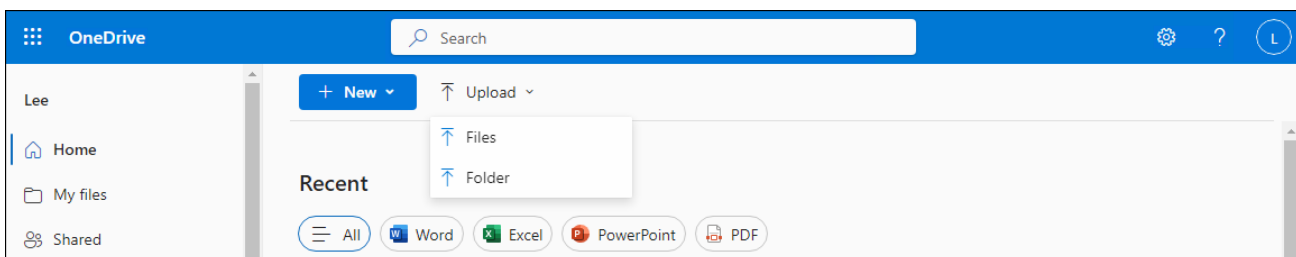 OneDrive
Search
?
L
Lee
+ New
Upload
Home
Files
My files
Folder
Recent
Shared
All
Word
Excel
PowerPoint
PDF